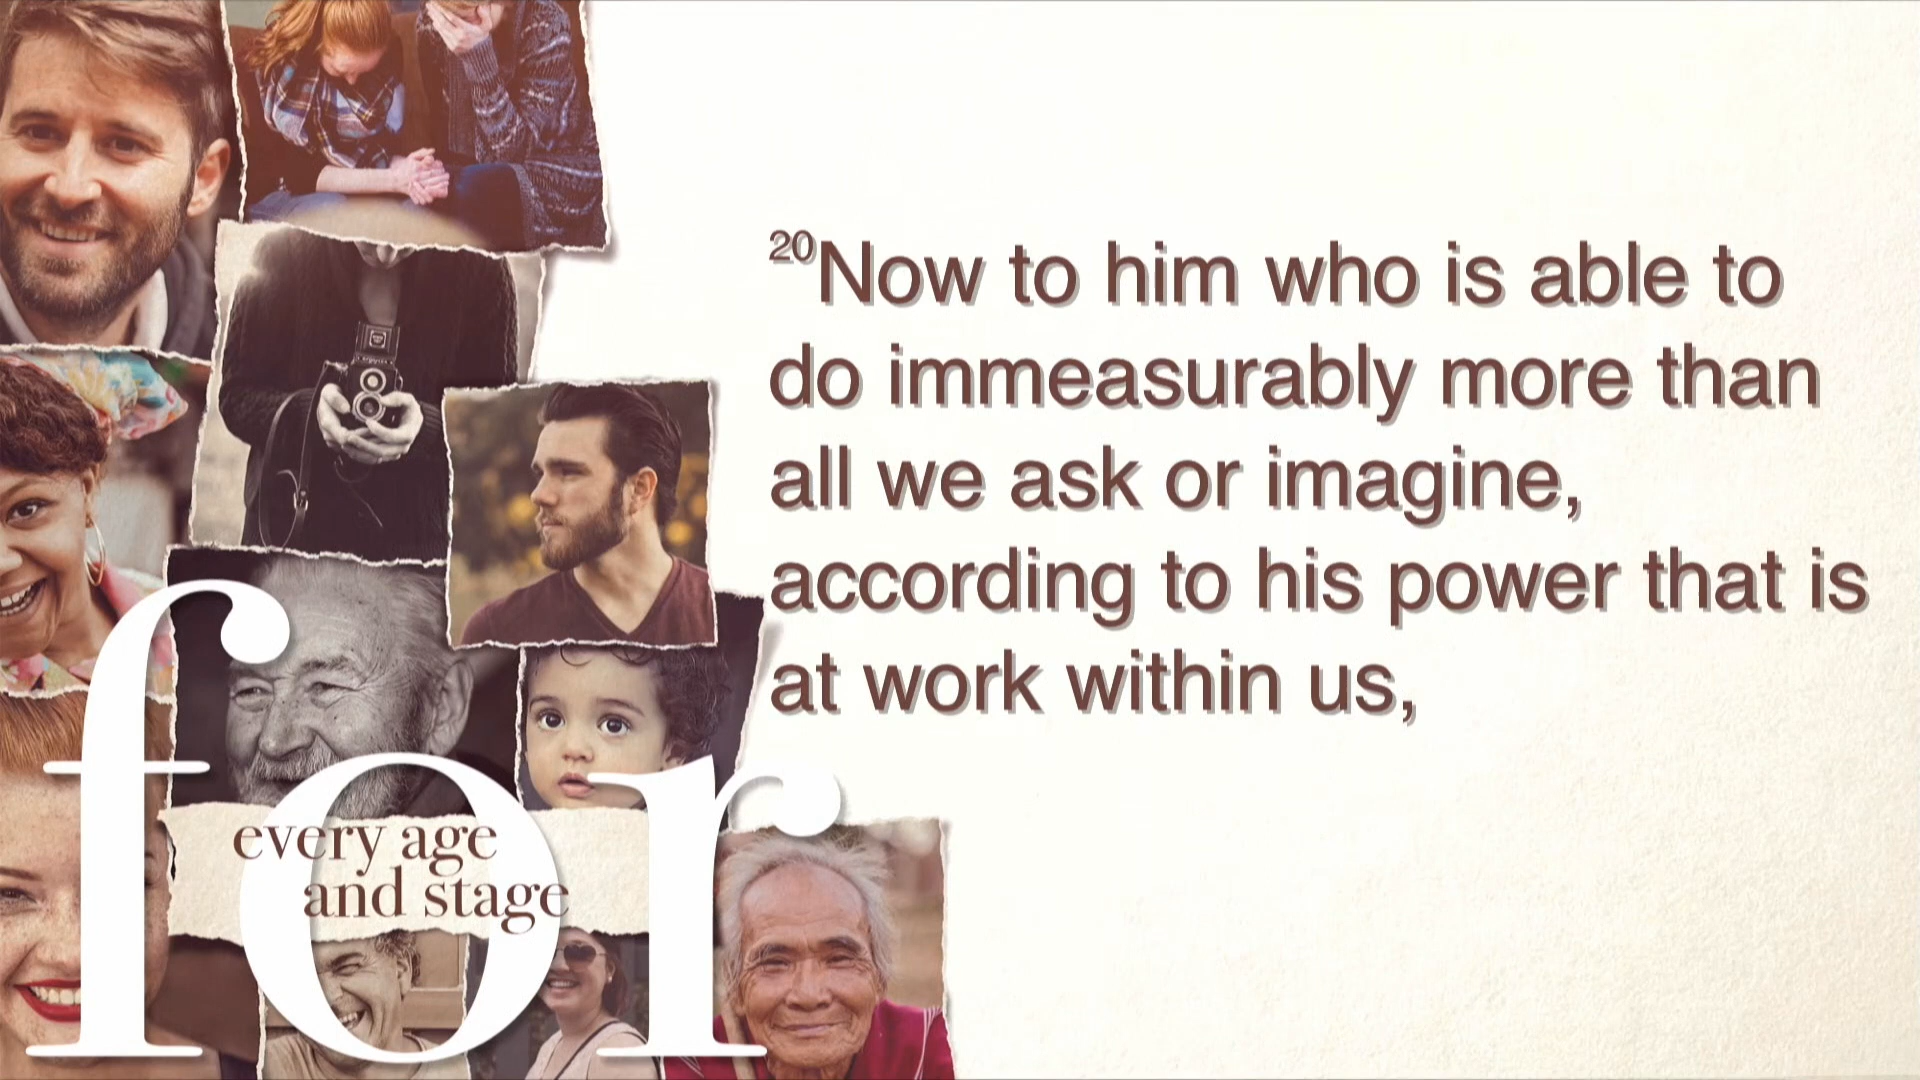 20Now to him who is able to
do immeasurably more than
all we ask or imagine,
according to his power that is
at work within us,
for
every age
and stage